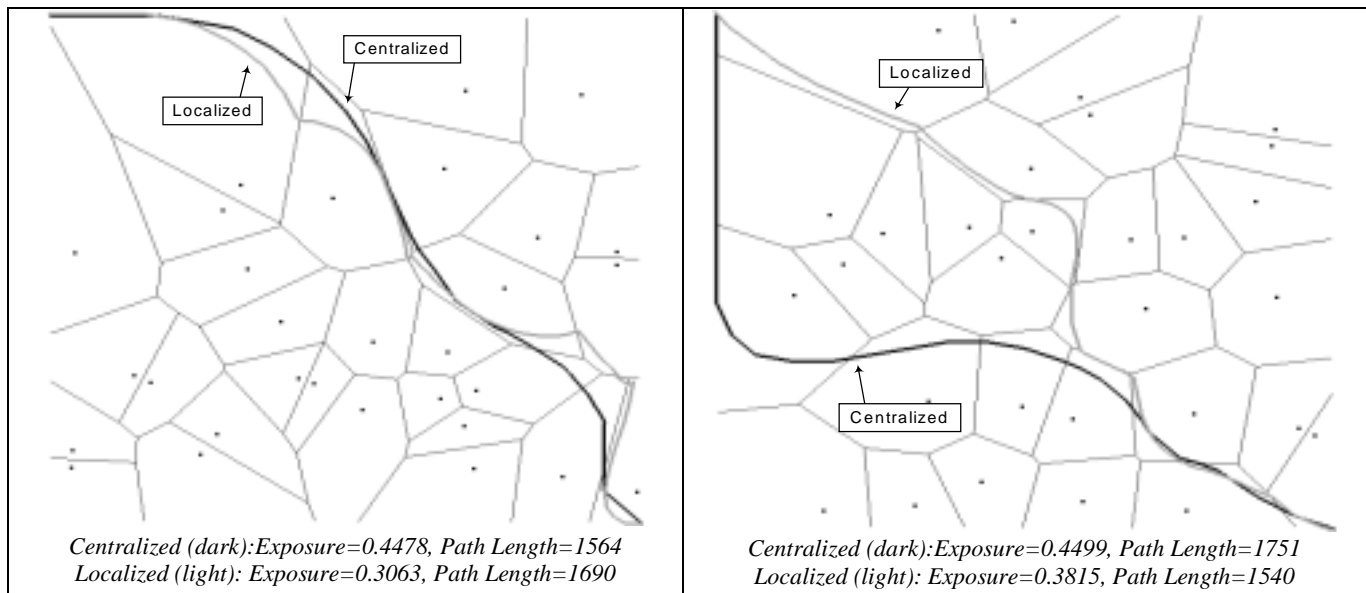 Centralized
Localized
Centralized (dark):Exposure=0.4478, Path Length=1564
Localized (light): Exposure=0.3063, Path Length=1690
Localized
Centralized
Centralized (dark):Exposure=0.4499, Path Length=1751
Localized (light): Exposure=0.3815, Path Length=1540